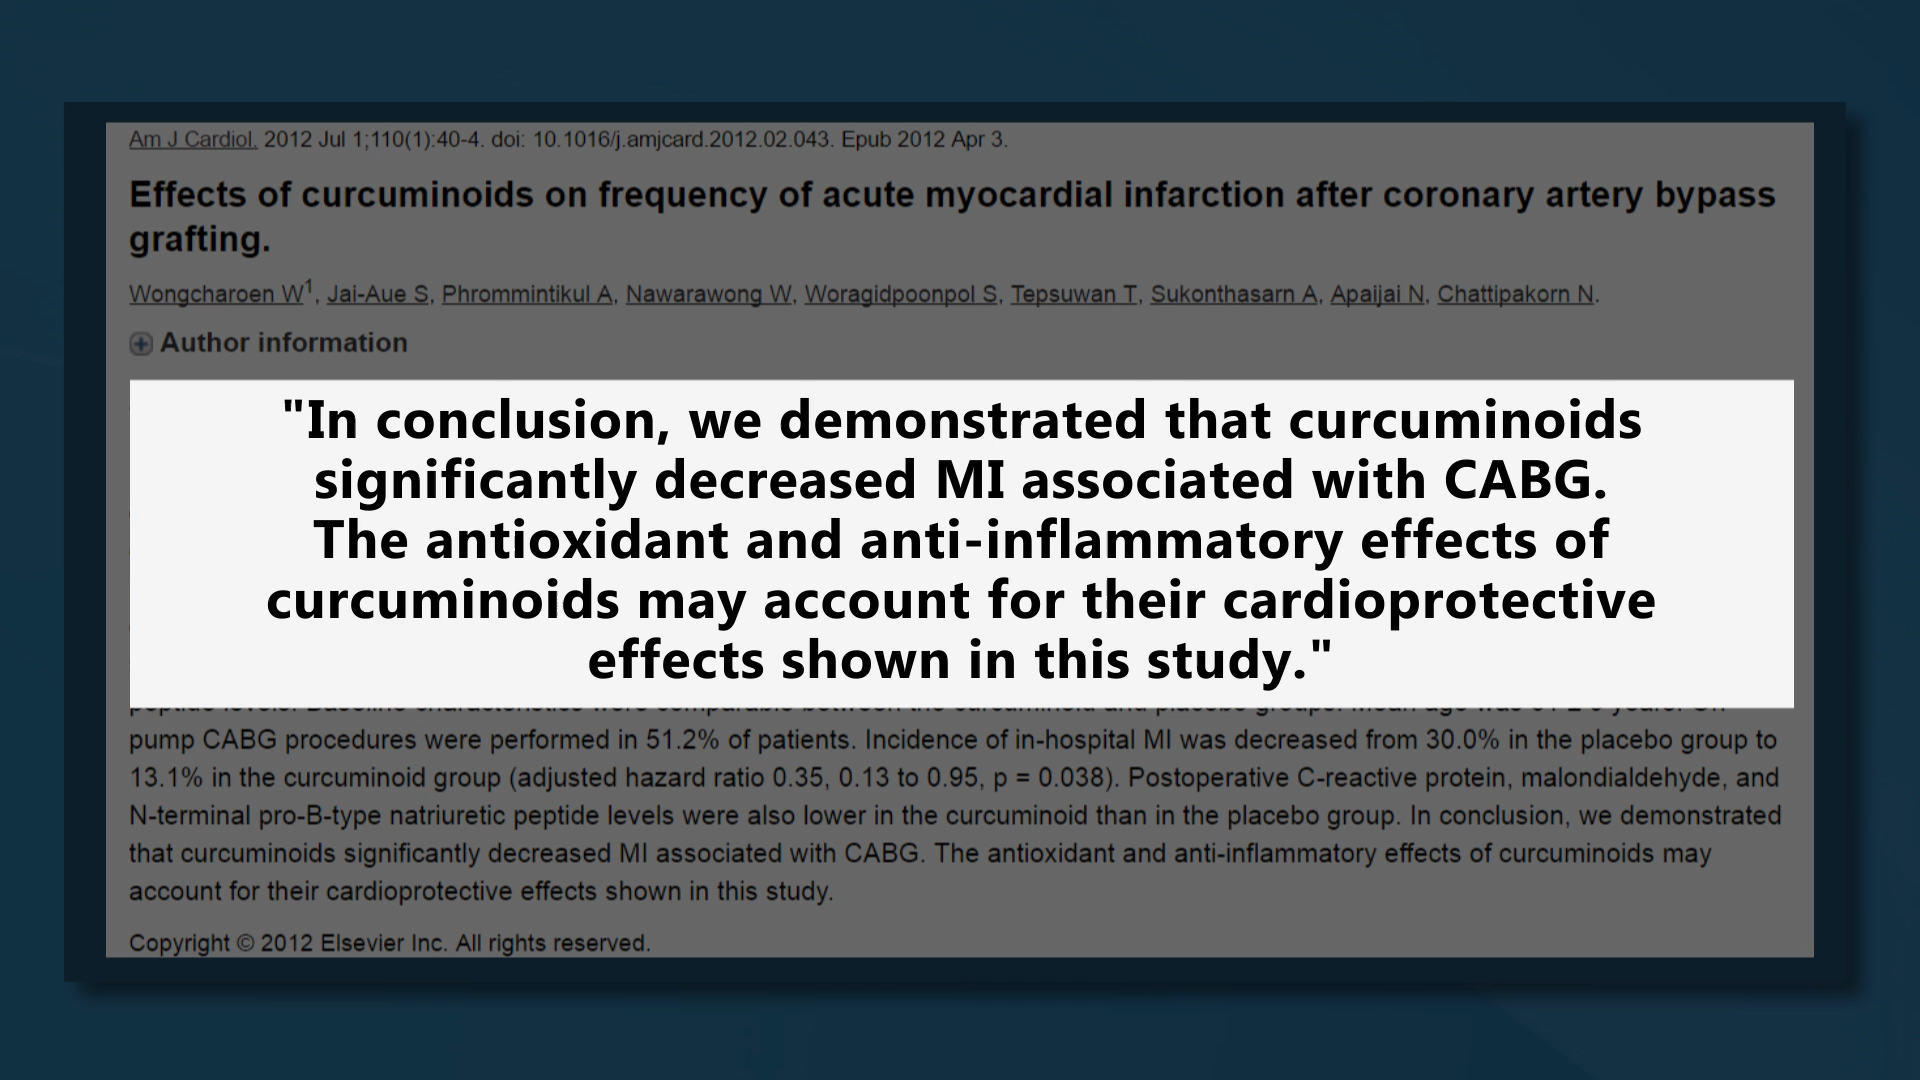 Am J Cardiol. 2012 Jul 1;110(1):40-4. doi: 10.1016/j.amjcard.2012.02.043. Epub 2012 Apr 3.
Effects of curcuminoids on frequency of acute myocardial infarction after coronary artery bypass
grafting.
Wongcharoen W1, Jai-Aue S, Phrommintikul A, Nawarawong W, Woragidpoonpol S, Tepsuwan T, Sukonthasarn A, Apaijai N, Chattipakorn N.
Author information
"In conclusion, we demonstrated that curcuminoids
significantly decreased MI associated with CABG.
The antioxidant and anti-inflammatory effects of
curcuminoids may account for their cardioprotective
effects shown in this study."
pump CABG procedures were performed in 51.2% of patients. Incidence of in-hospital MI was decreased from 30.0% in the placebo group to
13.1% in the curcuminoid group (adjusted hazard ratio 0.35, 0.13 to 0.95, p = 0.038). Postoperative C-reactive protein, malondialdehyde, and
N-terminal pro-B-type natriuretic peptide levels were also lower in the curcuminoid than in the placebo group. In conclusion, we demonstrated
that curcuminoids significantly decreased MI associated with CABG. The antioxidant and anti-inflammatory effects of curcuminoids may
account for their cardioprotective effects shown in this study.
Copyright © 2012 Elsevier Inc. All rights reserved.